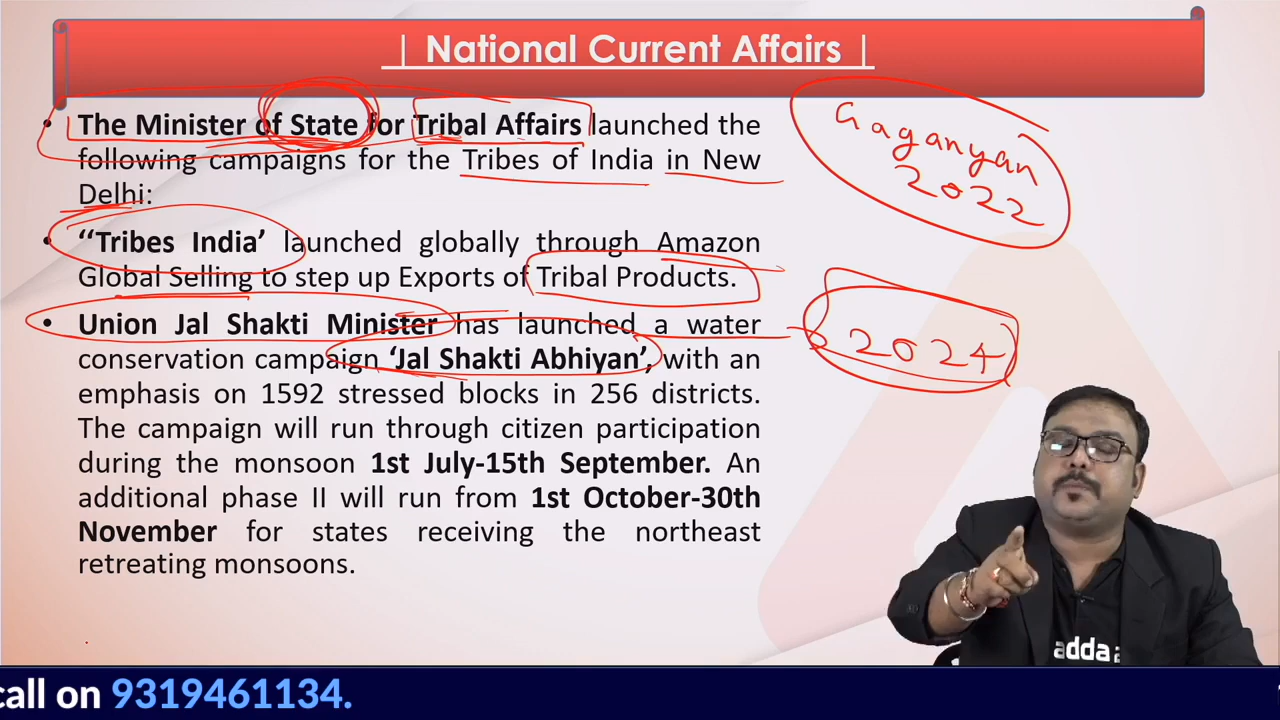 | National Current Affairs |
• The Minister of State for Tribal Affairs launched the
following campaigns for the Tribes of India in New
Delhi:
• “Tribes India’ launched globally through Amazon
Global Selling to step up Exports of Tribal Products.
• Union Jal Shakti Minister has launched a water
conservation campaign ‘Jal Shakti Abhiyan’, with an
emphasis on 1592 stressed blocks in 256 districts.
The campaign will run through citizen participation
during the monsoon 1st July-15th September. An
additional phase II will run from 1st October-30th
November for states receiving the northeast
retreating monsoons.
Gaganyan
2022
2024
adda
call on 9319461134.